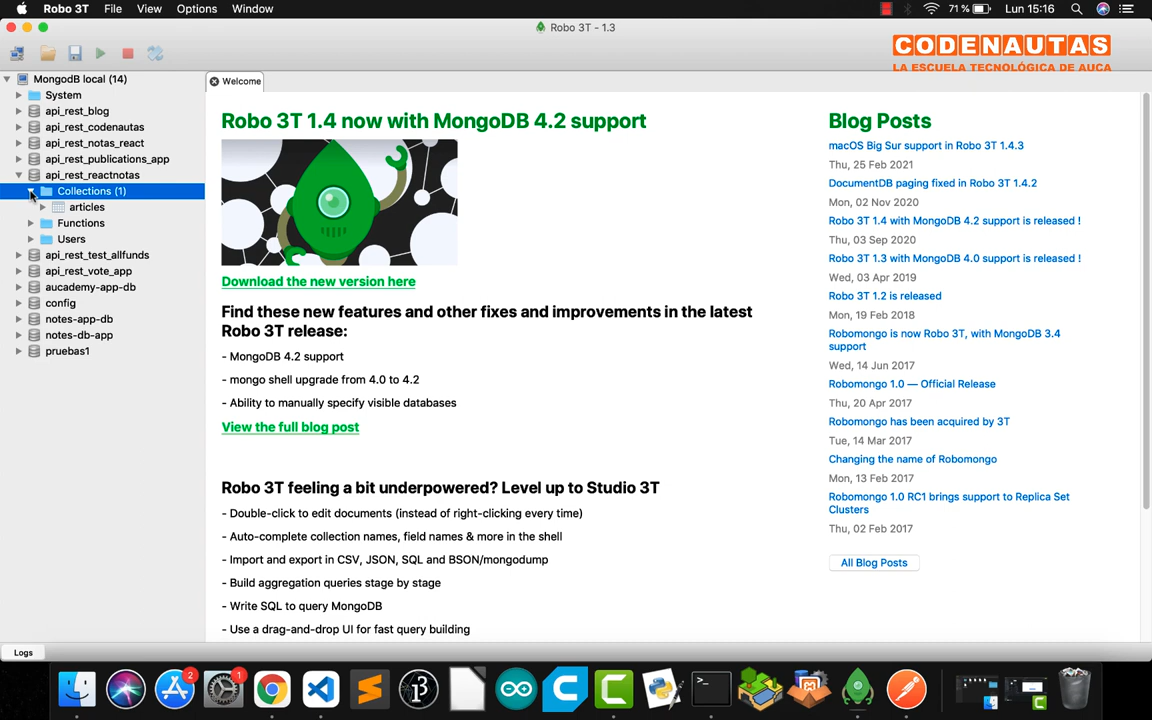 Robo 3T File View Options Window
71 % Lun 15:16
Robo 3T - 1.3
CODENAUTAS
LA ESCUELA TECNOLÓGICA DE AUCA
MongoDB local (14)
System
api_rest_blog
api_rest_codenautas
api_rest_notas_react
api_rest_publications_app
api_rest_reactnotas
Collections (1)
articles
Functions
Users
api_rest_test_allfunds
api_rest_vote_app
aucademy-app-db
config
notes-app-db
notes-db-app
pruebas1
Welcome
Robo 3T 1.4 now with MongoDB 4.2 support
Download the new version here
Find these new features and other fixes and improvements in the latest
Robo 3T release:
- MongoDB 4.2 support
- mongo shell upgrade from 4.0 to 4.2
- Ability to manually specify visible databases
View the full blog post
Robo 3T feeling a bit underpowered? Level up to Studio 3T
- Double-click to edit documents (instead of right-clicking every time)
- Auto-complete collection names, field names & more in the shell
- Import and export in CSV, JSON, SQL and BSON/mongodump
- Build aggregation queries stage by stage
- Write SQL to query MongoDB
- Use a drag-and-drop UI for fast query building
Blog Posts
macOS Big Sur support in Robo 3T 1.4.3
Thu, 25 Feb 2021
DocumentDB paging fixed in Robo 3T 1.4.2
Mon, 02 Nov 2020
Robo 3T 1.4 with MongoDB 4.2 support is released !
Thu, 03 Sep 2020
Robo 3T 1.3 with MongoDB 4.0 support is released !
Wed, 03 Apr 2019
Robo 3T 1.2 is released
Mon, 19 Feb 2018
Robomongo is now Robo 3T, with MongoDB 3.4
support
Wed, 14 Jun 2017
Robomongo 1.0 — Official Release
Thu, 20 Apr 2017
Robomongo has been acquired by 3T
Tue, 14 Mar 2017
Changing the name of Robomongo
Mon, 13 Feb 2017
Robomongo 1.0 RC1 brings support to Replica Set
Clusters
Thu, 02 Feb 2017
All Blog Posts
Logs
2
1